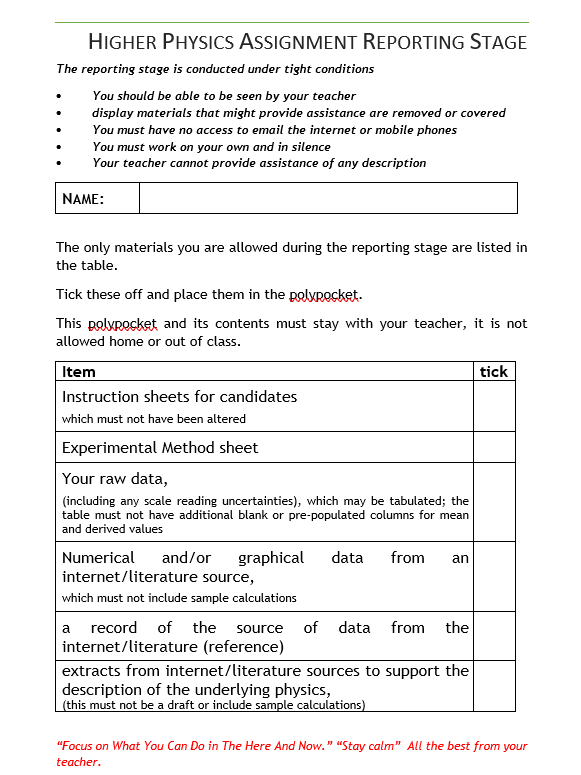 HIGHER PHYSICS ASSIGNMENT REPORTING STAGE
The reporting stage is conducted under tight conditions
• You should be able to be seen by your teacher
• display materials that might provide assistance are removed or covered
• You must have no access to email the internet or mobile phones
• You must work on your own and in silence
• Your teacher cannot provide assistance of any description
NAME:
The only materials you are allowed during the reporting stage are listed in
the table.
Tick these off and place them in the polypocket.
This polypocket and its contents must stay with your teacher, it is not
allowed home or out of class.
Item tick
Instruction sheets for candidates
which must not have been altered
Experimental Method sheet
Your raw data,
(including any scale reading uncertainties), which may be tabulated; the
table must not have additional blank or pre-populated columns for mean
and derived values
Numerical and/or graphical data from an
internet/literature source,
which must not include sample calculations
a record of the source of data from the
internet/literature (reference)
extracts from internet/literature sources to support the
description of the underlying physics,
(this must not be a draft or include sample calculations)
“Focus on What You Can Do in The Here And Now.” “Stay calm” All the best from your
teacher.